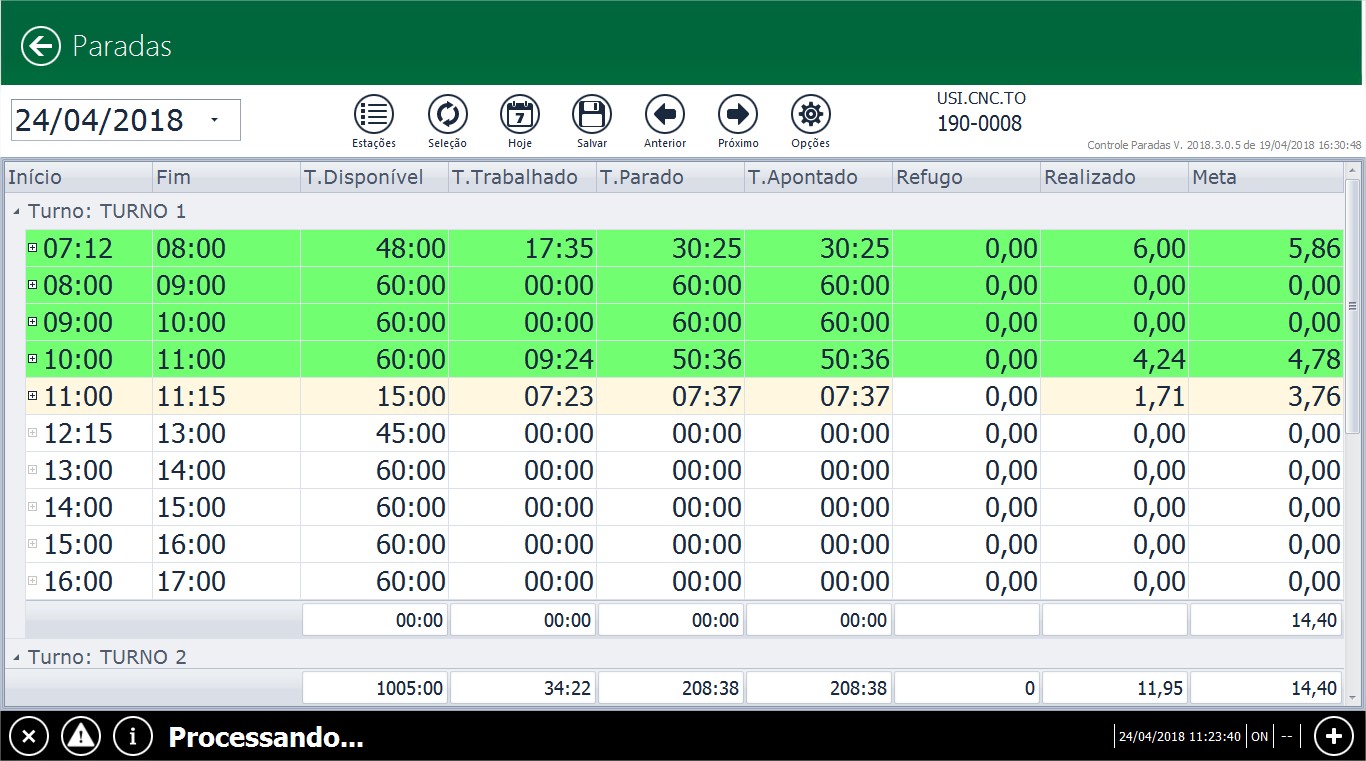 Paradas
24/04/2018
7
Estações Seleção Hoje Salvar Anterior Próximo Opções
USI.CNC.TO
190-0008
Controle Paradas V. 2018.3.0.5 de 19/04/2018 16:30:48
Início Fim T.Disponível T.Trabalhado T.Parado T.Apontado Refugo Realizado Meta
Turno: TURNO 1
07:12 08:00 48:00 17:35 30:25 30:25 0,00 6,00 5,86
08:00 09:00 60:00 00:00 60:00 60:00 0,00 0,00 0,00
09:00 10:00 60:00 00:00 60:00 60:00 0,00 0,00 0,00
10:00 11:00 60:00 09:24 50:36 50:36 0,00 4,24 4,78
11:00 11:15 15:00 07:23 07:37 07:37 0,00 1,71 3,76
12:15 13:00 45:00 00:00 00:00 00:00 0,00 0,00 0,00
13:00 14:00 60:00 00:00 00:00 00:00 0,00 0,00 0,00
14:00 15:00 60:00 00:00 00:00 00:00 0,00 0,00 0,00
15:00 16:00 60:00 00:00 00:00 00:00 0,00 0,00 0,00
16:00 17:00 60:00 00:00 00:00 00:00 0,00 0,00 0,00
00:00 00:00 00:00 00:00 14,40
Turno: TURNO 2
1005:00 34:22 208:38 208:38 0 11,95 14,40
Processando...
24/04/2018 11:23:40 ON --